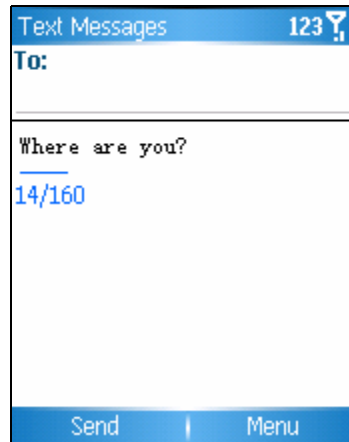 Text Messages 123
To:
Where are you?
14/160
Send Menu